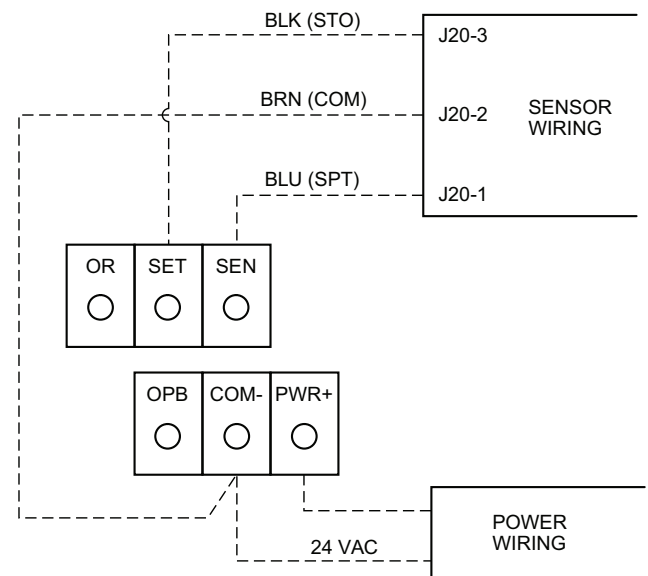 BLK (STO)
J20-3
BRN (COM)
J20-2
SENSOR
WIRING
BLU (SPT)
J20-1
OR
SET
SEN
OPB
COM-
PWR+
POWER
WIRING
24 VAC